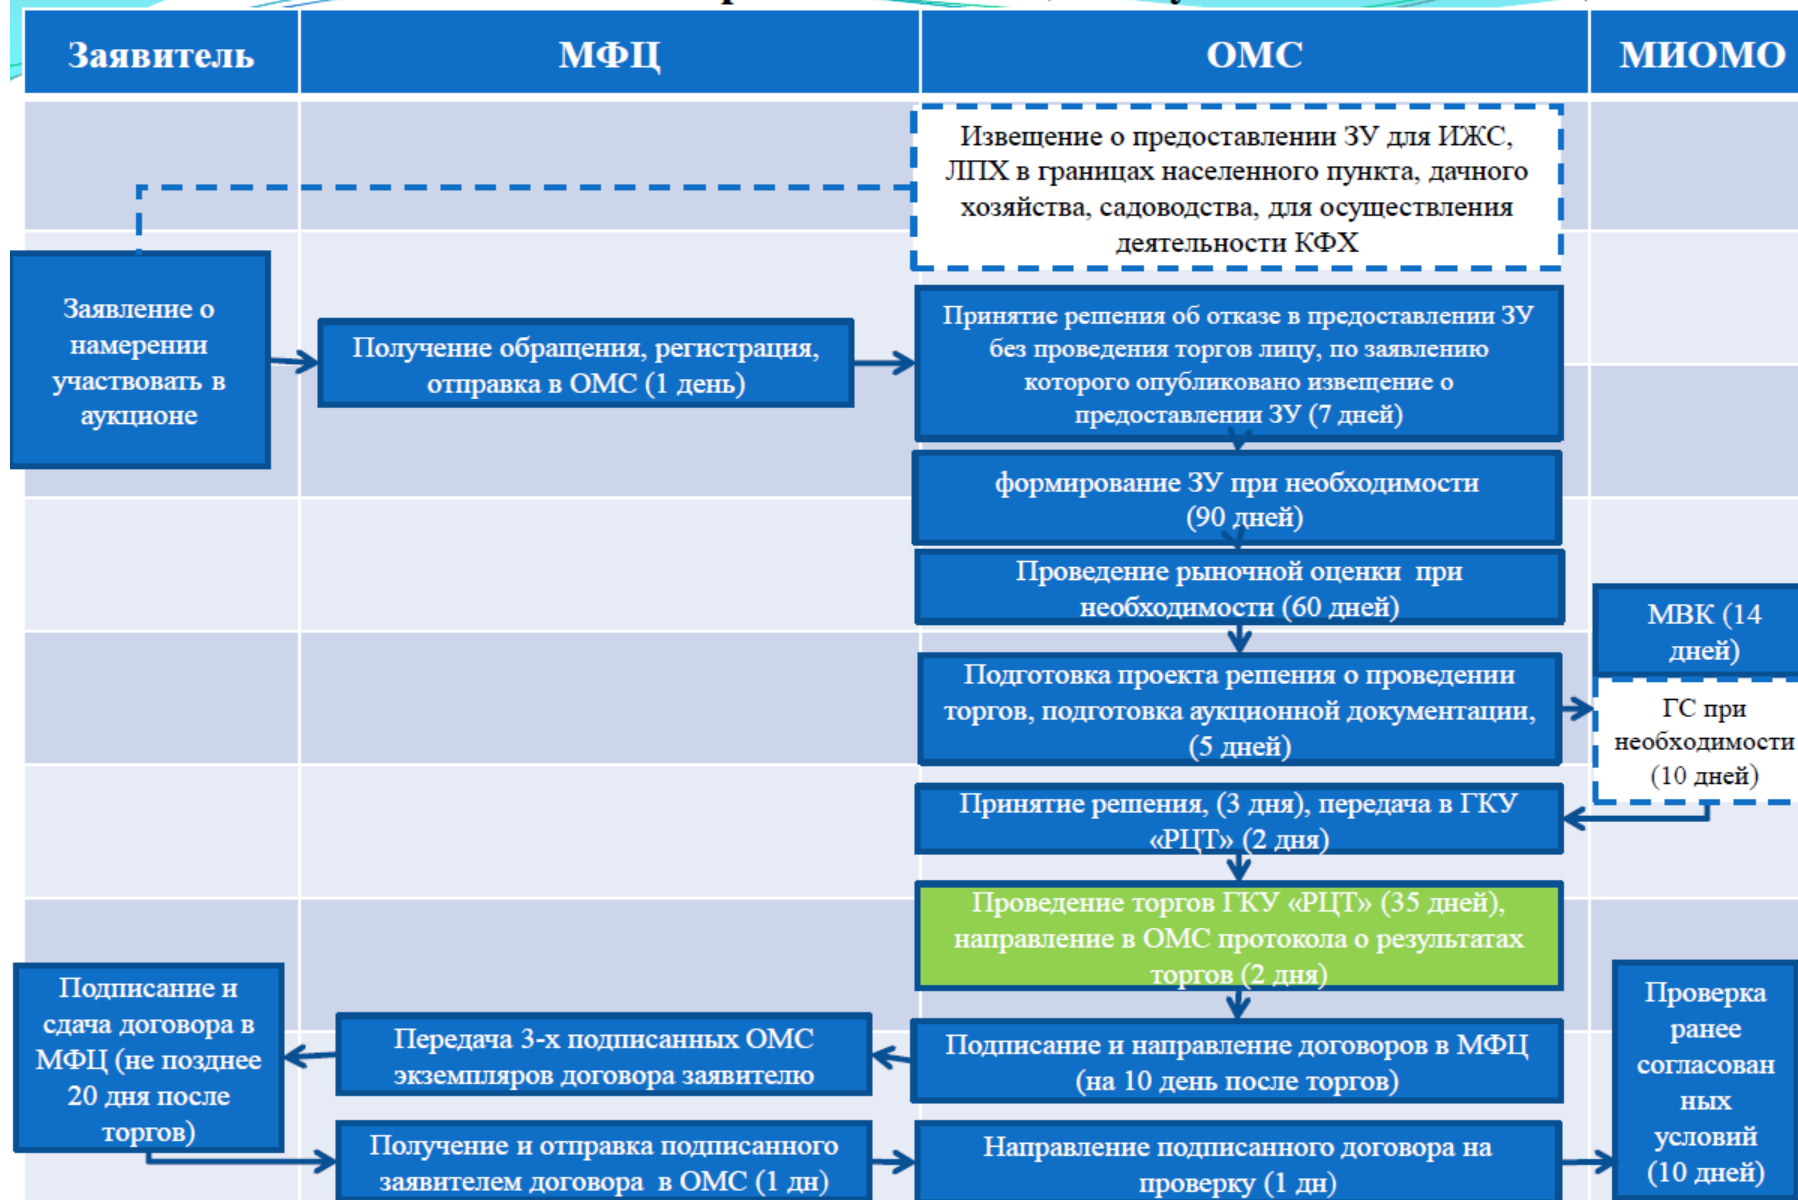 Заявитель
МФЦ
ОМС
МИОМО
Извещение о предоставлении ЗУ для ИЖС,
ЛПХ в границах населенного пункта, дачного
хозяйства, садоводства, для осуществления
деятельности КФХ
Заявление о
намерении
участвовать в
аукционе
Получение обращения, регистрация,
отправка в ОМС (1 день)
Принятие решения об отказе в предоставлении ЗУ
без проведения торгов лицу, по заявлению
которого опубликовано извещение о
предоставлении ЗУ (7 дней)
формирование ЗУ при необходимости
(90 дней)
Проведение рыночной оценки при
необходимости (60 дней)
МВК (14
дней)
Подготовка проекта решения о проведении
торгов, подготовка аукционной документации,
(5 дней)
ГС при
необходимости
(10 дней)
Принятие решения, (3 дня), передача в ГКУ
«РЦТ» (2 дня)
Проведение торгов ГКУ «РЦТ» (35 дней),
направление в ОМС протокола о результатах
торгов (2 дня)
Подписание и направление договоров в МФЦ
(на 10 день после торгов)
Передача 3-х подписанных ОМС
экземпляров договора заявителю
Подписание и
сдача договора в
МФЦ (не позднее
20 дня после
торгов)
Получение и отправка подписанного
заявителем договора в ОМС (1 дн)
Направление подписанного договора на
проверку (1 дн)
Проверка
ранее
согласован
ных
условий
(10 дней)